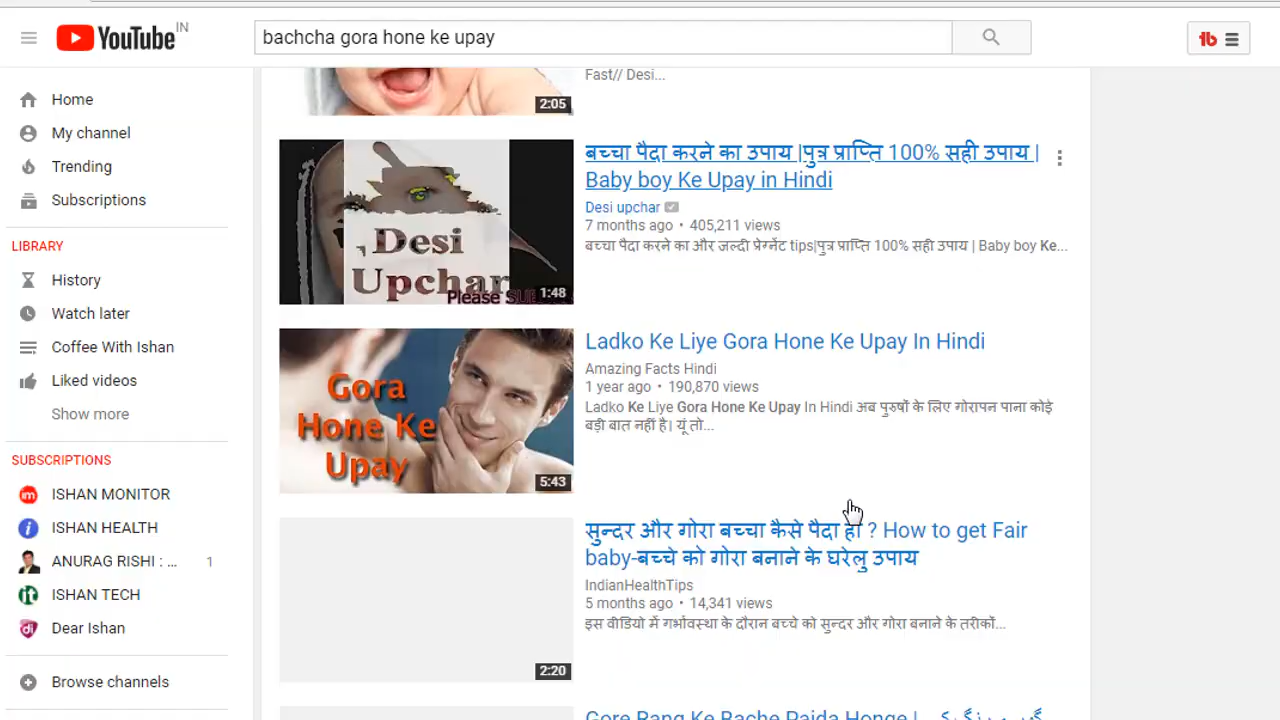 YouTube IN
bachcha gora hone ke upay
Home
My channel
Trending
Subscriptions
LIBRARY
History
Watch later
Coffee With Ishan
Liked videos
Show more
SUBSCRIPTIONS
ISHAN MONITOR
ISHAN HEALTH
ANURAG RISHI : ... 1
ISHAN TECH
Dear Ishan
Browse channels
Fast// Desi...
2:05
बच्चा पैदा करने का उपाय |पुत्र प्राप्ति 100% सही उपाय |
Baby boy Ke Upay in Hindi
Desi upchar
7 months ago • 405,211 views
बच्चा पैदा करने का और जल्दी प्रेग्नेंट tips|पुत्र प्राप्ति 100% सही उपाय | Baby boy Ke...
Desi
Upchar
Please SUB
1:48
Ladko Ke Liye Gora Hone Ke Upay In Hindi
Amazing Facts Hindi
1 year ago • 190,870 views
Ladko Ke Liye Gora Hone Ke Upay In Hindi अब पुरुषों के लिए गोरापन पाना कोई
बड़ी बात नहीं है। यूं तो...
Gora
Hone Ke
Upay
5:43
सुन्दर और गोरा बच्चा कैसे पैदा हो ? How to get Fair
baby-बच्चे को गोरा बनाने के घरेलु उपाय
IndianHealthTips
5 months ago • 14,341 views
इस वीडियो में गर्भावस्था के दौरान बच्चे को सुन्दर और गोरा बनाने के तरीकों...
2:20
Gore Rang Ke Bache Paida Honge |